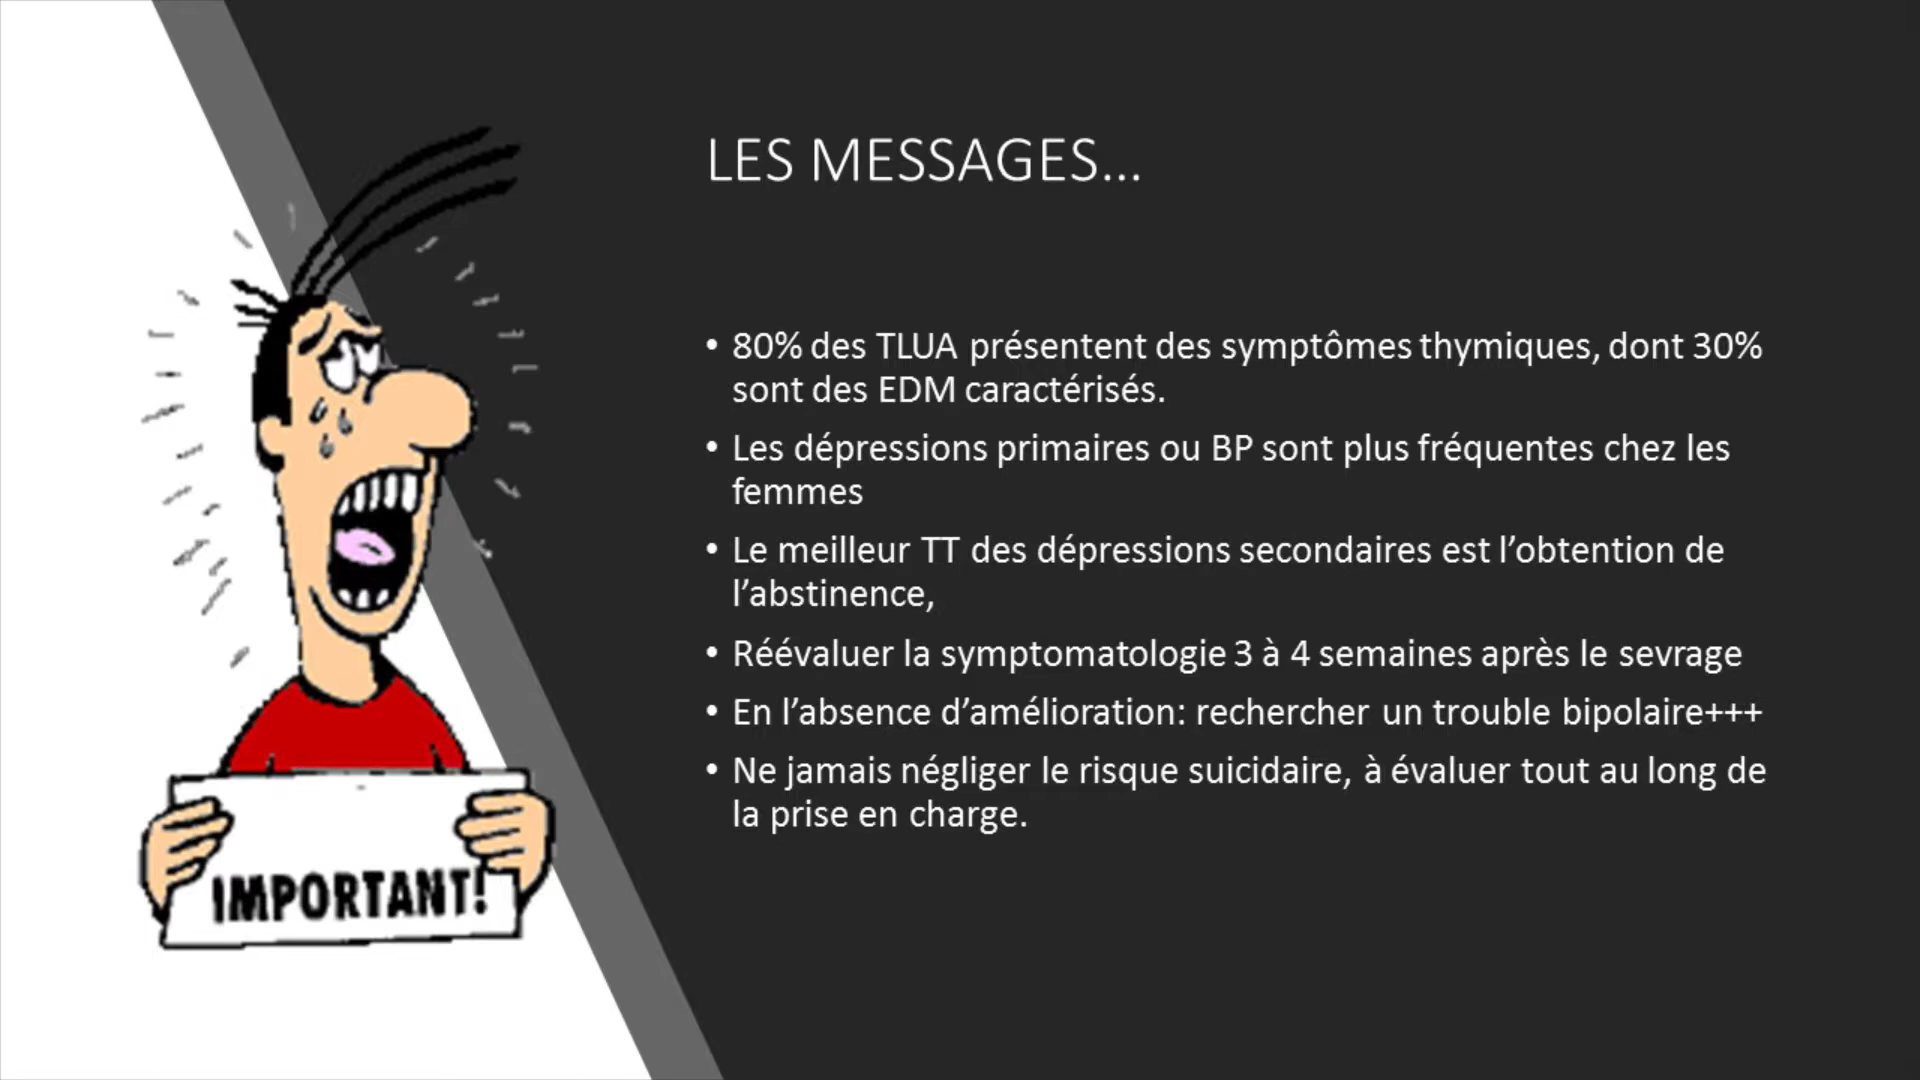 LES MESSAGES...
• 80% des TLUA présentent des symptômes thymiques, dont 30%
sont des EDM caractérisés.
• Les dépressions primaires ou BP sont plus fréquentes chez les
femmes
• Le meilleur TT des dépressions secondaires est l’obtention de
l’abstinence,
• Réévaluer la symptomatologie 3 à 4 semaines après le sevrage
• En l’absence d’amélioration: rechercher un trouble bipolaire+++
• Ne jamais négliger le risque suicidaire, à évaluer tout au long de
la prise en charge.
IMPORTANT!